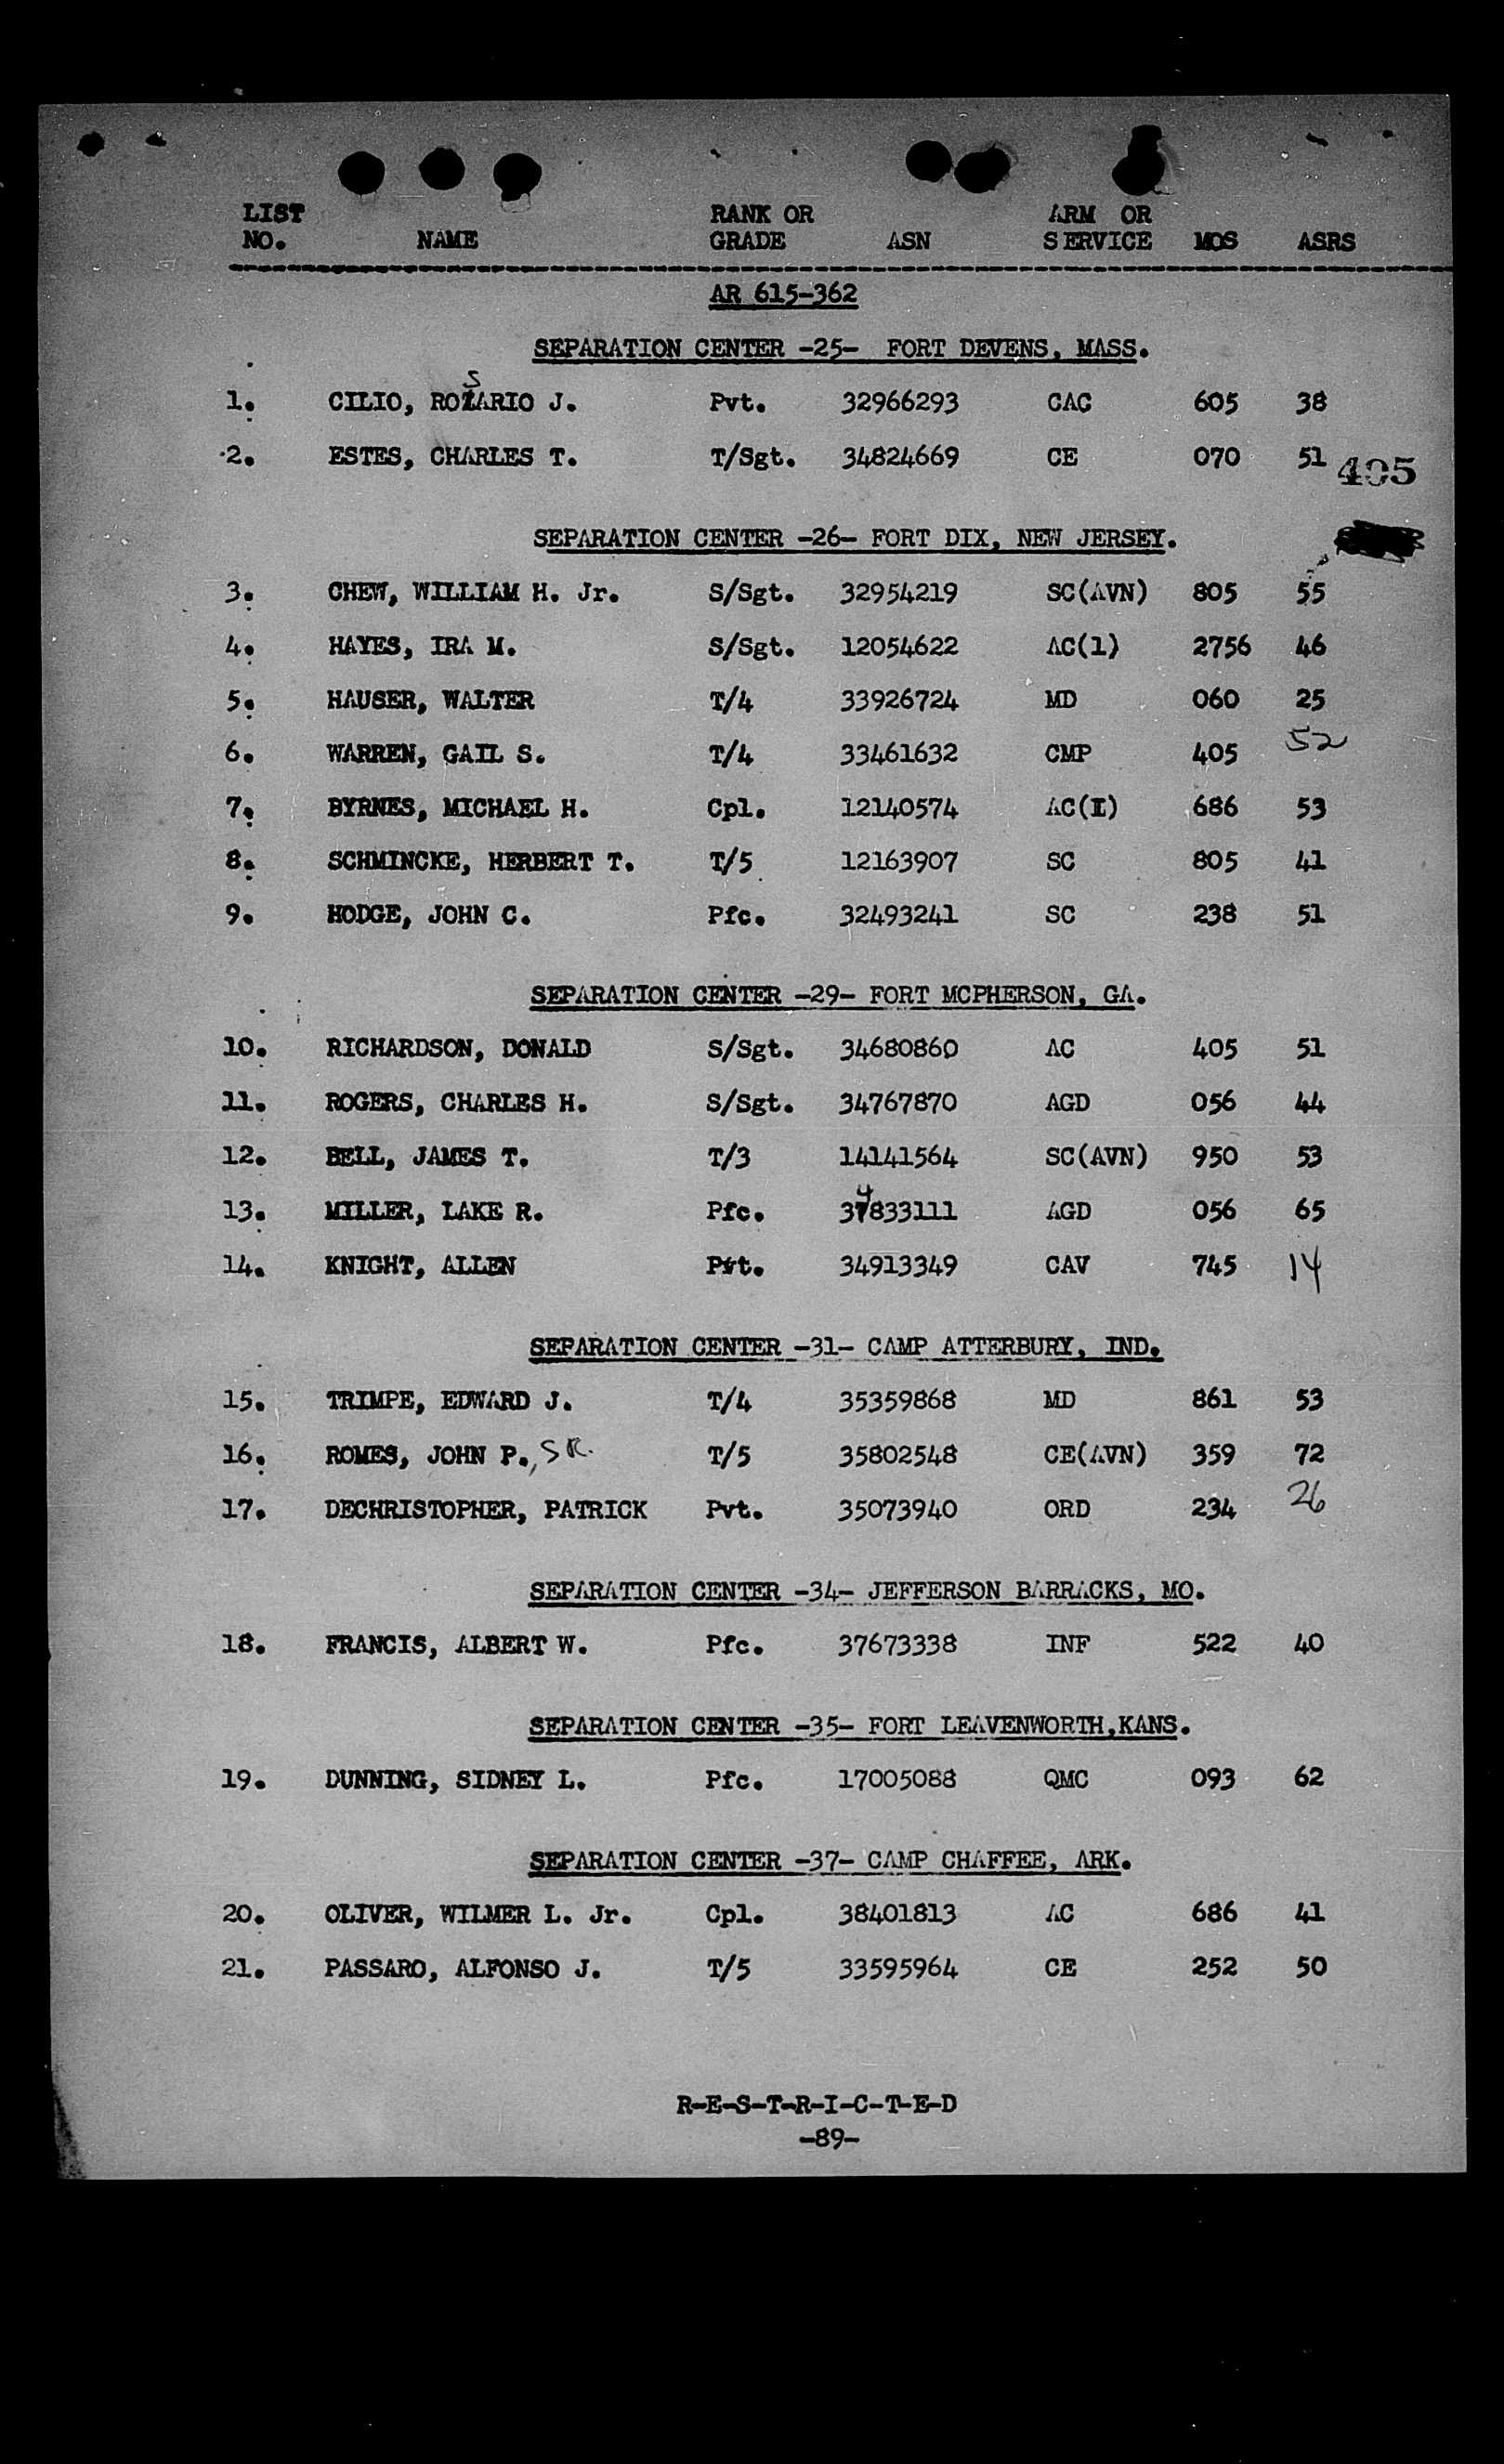 LIST RANK OR ARM OR
NO. NAME GRADE ASN SERVICE MOS ASRS
AR 615-362
SEPARATION CENTER -25- FORT DEVENS, MASS.
S
1. CILIO, ROZARIO J. Pvt. 32966293 CAC 605 38
2. ESTES, CHARLES T. T/Sgt. 34824669 CE 070 51
405
SEPARATION CENTER -26- FORT DIX, NEW JERSEY.
3. CHEW, WILLIAM H. Jr. S/Sgt. 32954219 SC(AVN) 805 55
4. HAYES, IRA M. S/Sgt. 12054622 AC(1) 2756 46
5. HAUSER, WALTER T/4 33926724 MD 060 25
6. WARREN, GAIL S. T/4 33461632 CMP 405 52
7. BYRNES, MICHAEL H. Cpl. 12140574 AC(I) 686 53
8. SCHMINCKE, HERBERT T. T/5 12163907 SC 805 41
9. HODGE, JOHN C. Pfc. 32493241 SC 238 51
SEPARATION CENTER -29- FORT MCPHERSON, GA.
10. RICHARDSON, DONALD S/Sgt. 34680860 AC 405 51
11. ROGERS, CHARLES H. S/Sgt. 34767870 AGD 056 44
12. BELL, JAMES T. T/3 14141564 SC(AVN) 950 53
13. MILLER, LAKE R. Pfc. 34833111 AGD 056 65
14. KNIGHT, ALLEN Pvt. 34913349 CAV 745 14
SEPARATION CENTER -31- CAMP ATTERBURY, IND.
15. TRIMPE, EDWARD J. T/4 35359868 MD 861 53
16. ROMES, JOHN P., SR. T/5 35802548 CE(AVN) 359 72
17. DECHRISTOPHER, PATRICK Pvt. 35073940 ORD 234 26
SEPARATION CENTER -34- JEFFERSON BARRACKS, MO.
18. FRANCIS, ALBERT W. Pfc. 37673338 INF 522 40
SEPARATION CENTER -35- FORT LEAVENWORTH,KANS.
19. DUNNING, SIDNEY L. Pfc. 17005088 QMC 093 62
SEPARATION CENTER -37- CAMP CHAFFEE, ARK.
20. OLIVER, WILMER L. Jr. Cpl. 38401813 AC 686 41
21. PASSARO, ALFONSO J. T/5 33595964 CE 252 50
R-E-S-T-R-I-C-T-E-D
-89-